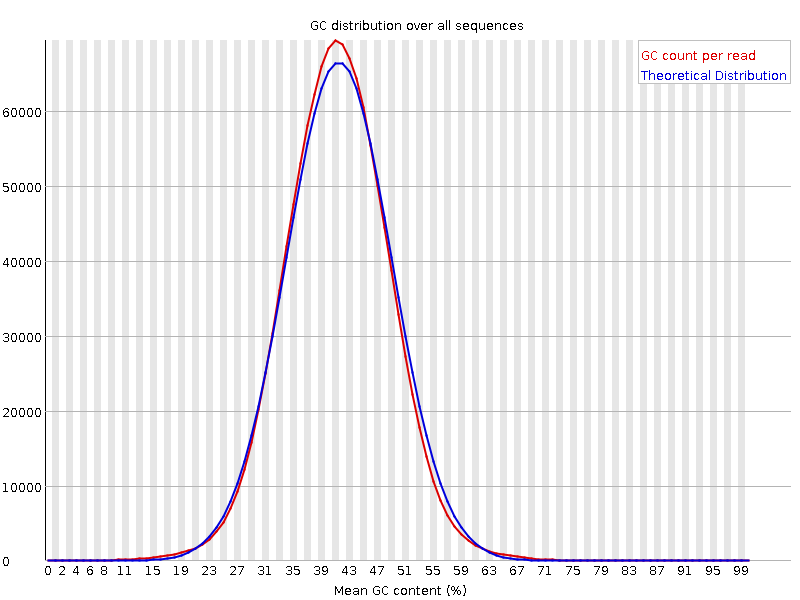 GC distribution over all sequences
GC count per read
Theoretical Distribution
60000
50000
40000
30000
20000
10000
0
0 2 4 6 8 11 15 19 23 27 31 35 39 43 47 51 55 59 63 67 71 75 79 83 87 91 95 99
Mean GC content (%)